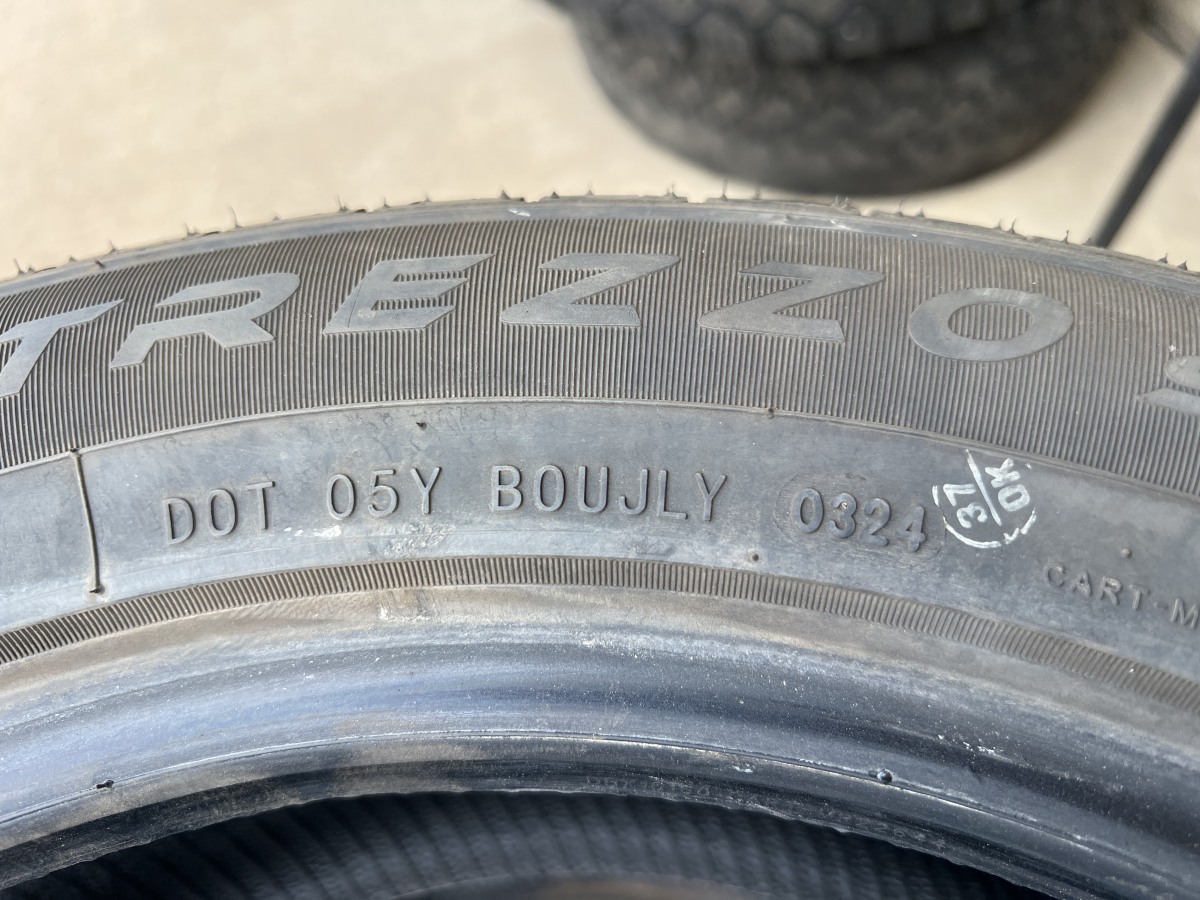 TREZZO
DOT 05Y BOUJLY 0324
37/OK
CART-M